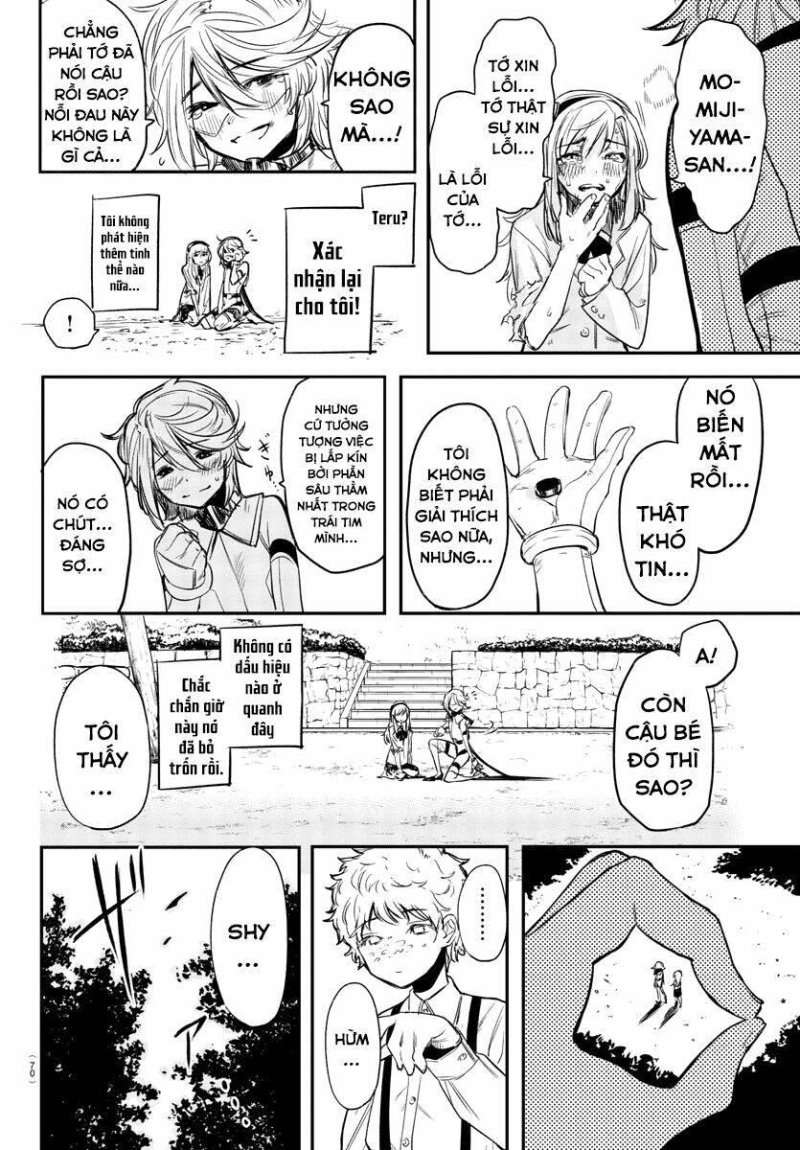 MO-
MIJI-
YAMA-
SAN...!
TỚ XIN
LỖI...
TỚ THẬT
SỰ XIN
LỖI...
LÀ LỖI
CỦA
TỚ...
KHÔNG
SAO
MÀ...!
CHẲNG
PHẢI TỚ ĐÃ
NÓI CẬU
RỒI SAO?
NỖI ĐAU NÀY
KHÔNG LÀ
GÌ CẢ...
Teru?
Xác
nhận lại
cho tôi!
Tôi không
phát hiện
thêm tinh
thể nào
nữa...
!
NÓ
BIẾN
MẤT
RỒI...
THẬT
KHÓ
TIN...
TÔI
KHÔNG
BIẾT PHẢI
GIẢI THÍCH
SAO NỮA,
NHƯNG...
NHƯNG
CỨ TƯỞNG
TƯỢNG VIỆC
BỊ LẤP KÍN
BỞI PHẦN
SÂU THẲM
NHẤT TRONG
TRÁI TIM
MÌNH...
NÓ CÓ
CHÚT...
ĐÁNG
SỢ...
A!
CÒN
CẬU BÉ
ĐÓ THÌ
SAO?
Không có
dấu hiệu
nào ở
quanh
đây
Chắc
chắn giờ
này nó
đã bỏ
trốn rồi.
TÔI
THẤY
...
........
HỪM
...
SHY
...
(70)